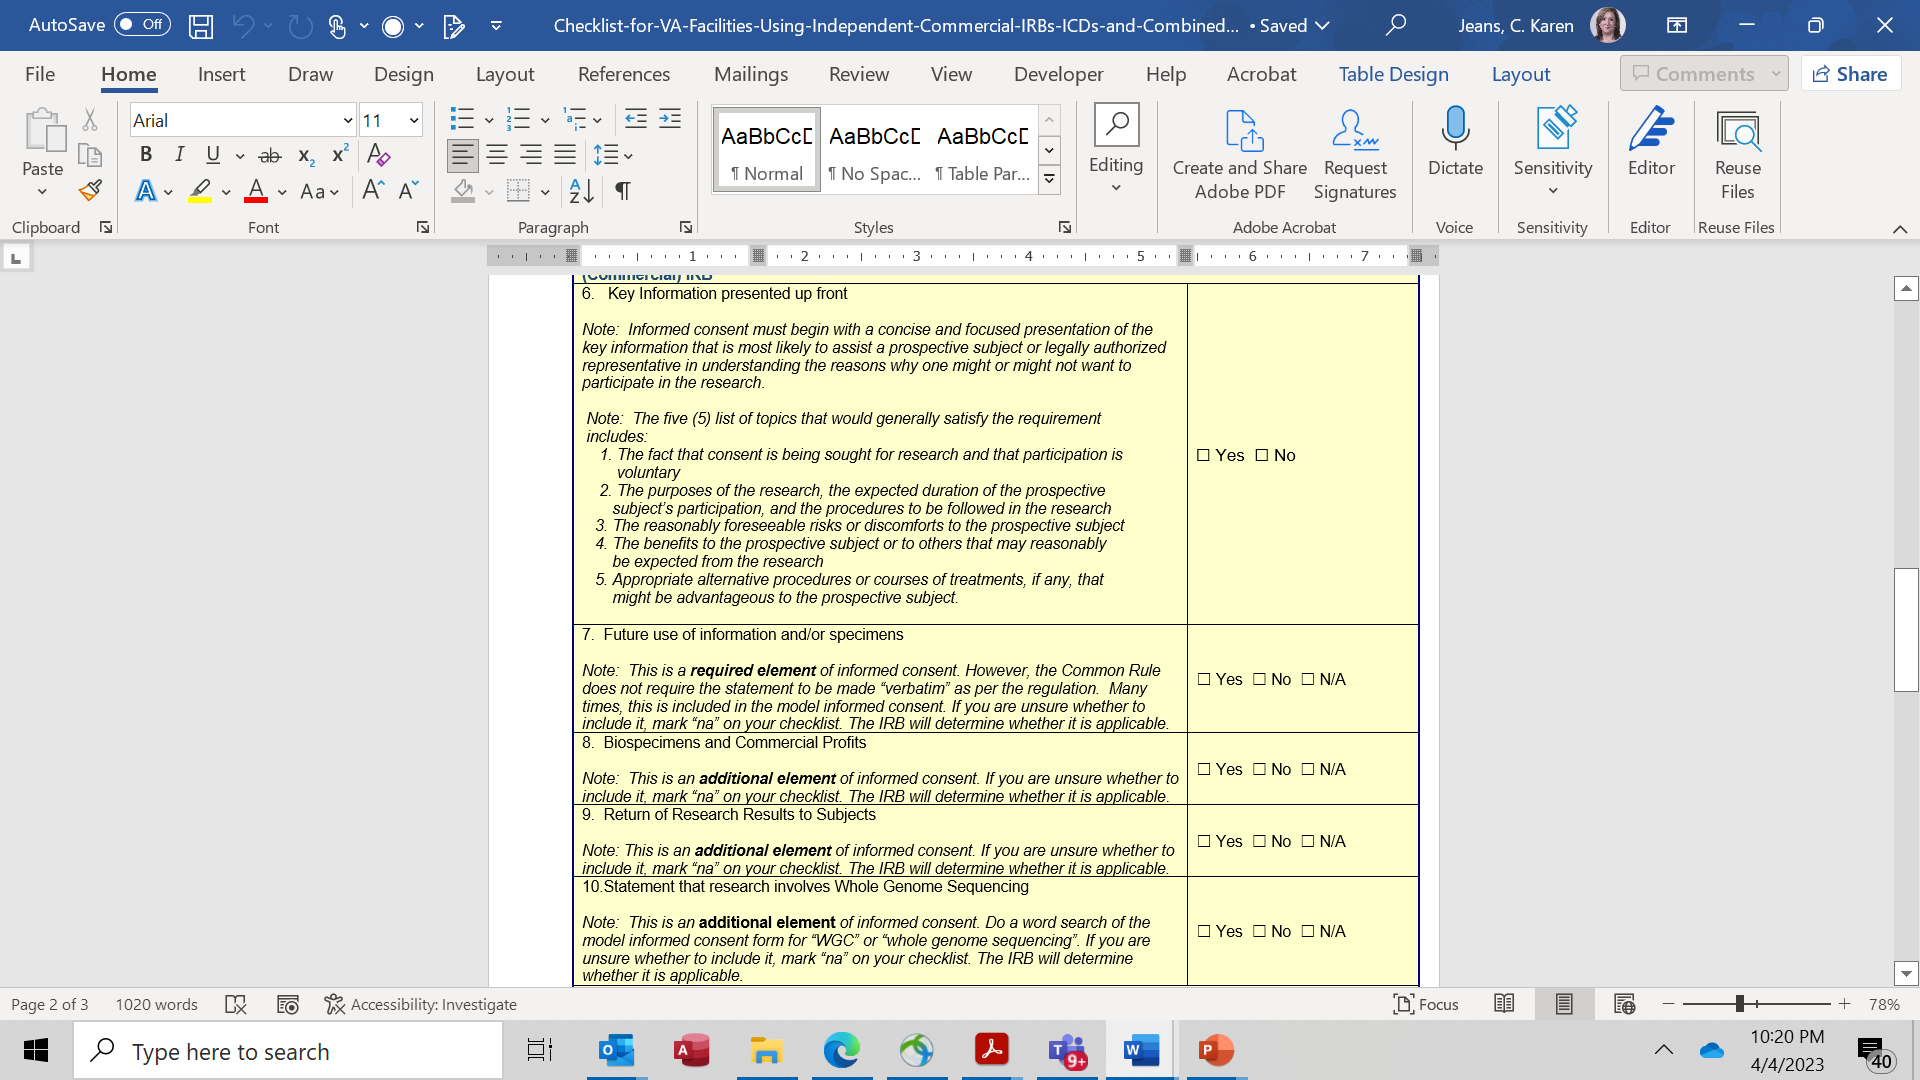 AutoSave Off
Checklist-for-VA-Facilities-Using-Independent-Commercial-IRBs-ICDs-and-Combined... • Saved
Jeans, C. Karen
File Home Insert Draw Design Layout References Mailings Review View Developer Help Acrobat Table Design Layout
Comments
Share
Paste
Clipboard
Arial 11
Font
Paragraph
AaBbCcD AaBbCcD AaBbCcD
¶ Normal ¶ No Spac... ¶ Table Par...
Styles
Editing
Create and Share
Adobe PDF
Request
Signatures
Adobe Acrobat
Dictate
Voice
Sensitivity
Sensitivity
Editor
Editor
Reuse
Files
Reuse Files
1 2 3 4 5 6 7
(Commercial) IRB
6. Key Information presented up front
Note: Informed consent must begin with a concise and focused presentation of the
key information that is most likely to assist a prospective subject or legally authorized
representative in understanding the reasons why one might or might not want to
participate in the research.
Note: The five (5) list of topics that would generally satisfy the requirement
includes:
1. The fact that consent is being sought for research and that participation is
voluntary
2. The purposes of the research, the expected duration of the prospective
subject's participation, and the procedures to be followed in the research
3. The reasonably foreseeable risks or discomforts to the prospective subject
4. The benefits to the prospective subject or to others that may reasonably
be expected from the research
5. Appropriate alternative procedures or courses of treatments, if any, that
might be advantageous to the prospective subject.
☐ Yes ☐ No
7. Future use of information and/or specimens
Note: This is a required element of informed consent. However, the Common Rule
does not require the statement to be made “verbatim” as per the regulation. Many
times, this is included in the model informed consent. If you are unsure whether to
include it, mark “na” on your checklist. The IRB will determine whether it is applicable.
☐ Yes ☐ No ☐ N/A
8. Biospecimens and Commercial Profits
Note: This is an additional element of informed consent. If you are unsure whether to
include it, mark “na” on your checklist. The IRB will determine whether it is applicable.
☐ Yes ☐ No ☐ N/A
9. Return of Research Results to Subjects
Note: This is an additional element of informed consent. If you are unsure whether to
include it, mark “na” on your checklist. The IRB will determine whether it is applicable.
☐ Yes ☐ No ☐ N/A
10.Statement that research involves Whole Genome Sequencing
Note: This is an additional element of informed consent. Do a word search of the
model informed consent form for “WGC” or “whole genome sequencing”. If you are
unsure whether to include it, mark “na” on your checklist. The IRB will determine
whether it is applicable.
☐ Yes ☐ No ☐ N/A
Page 2 of 3 1020 words Accessibility: Investigate Focus 78%
Type here to search
9+
10:20 PM
4/4/2023
40